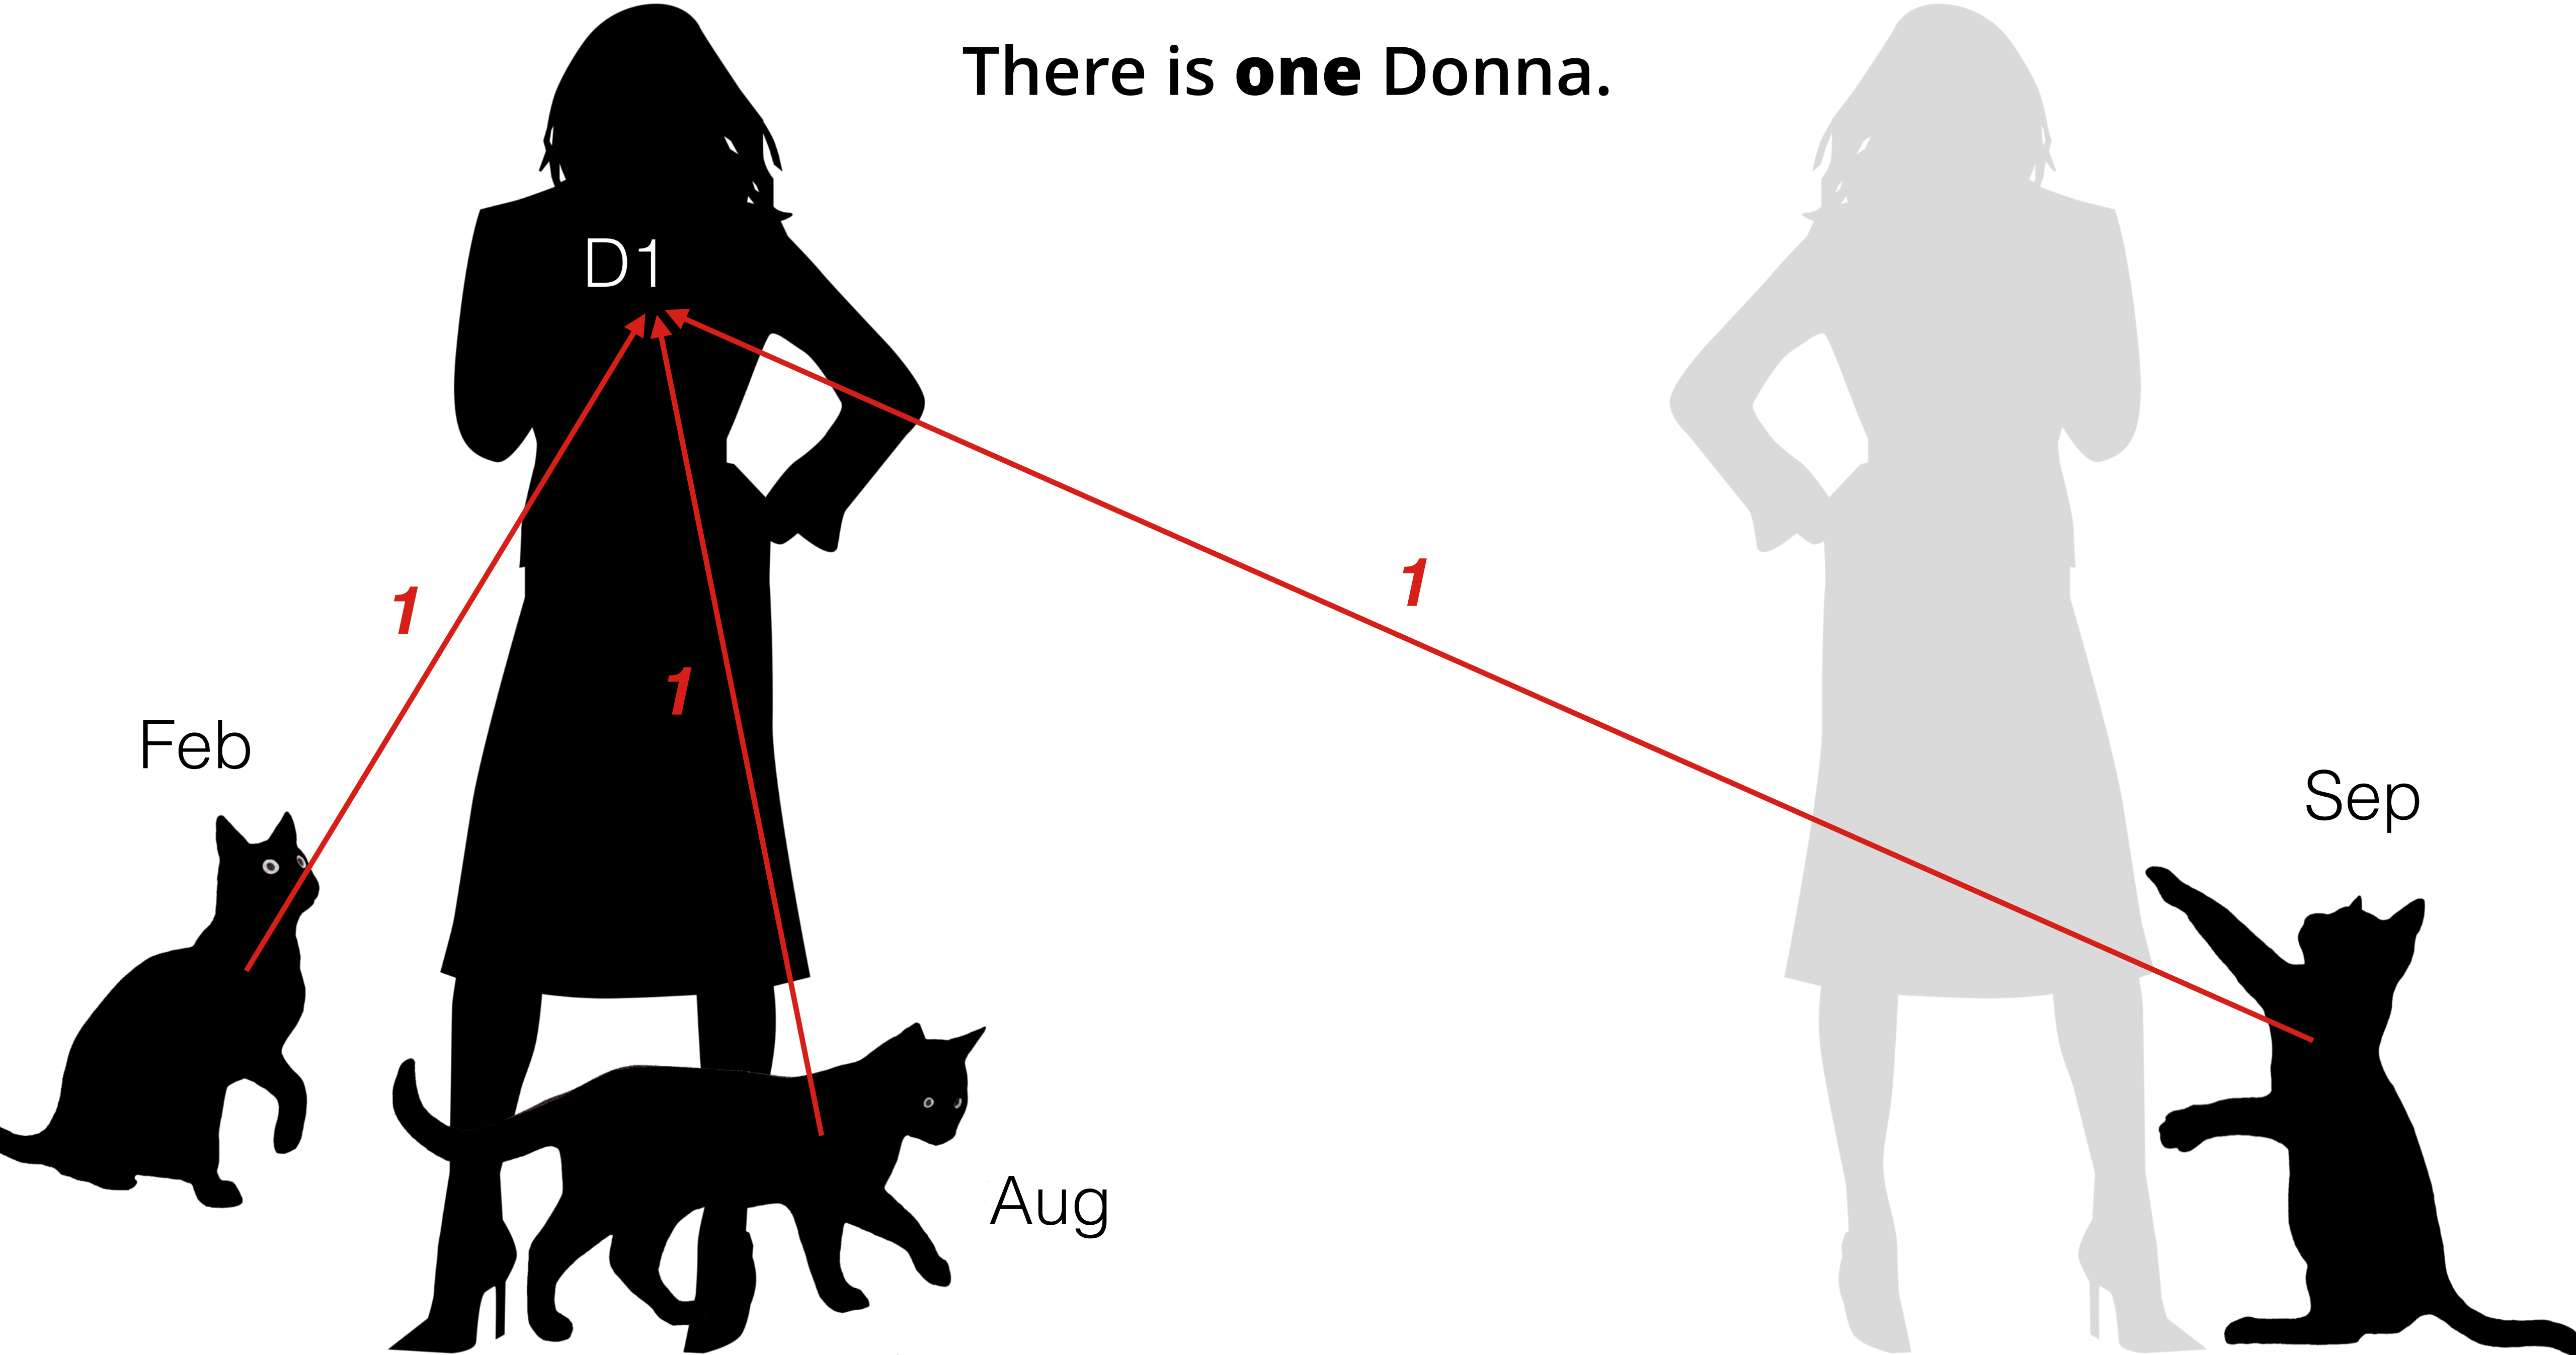 There is one Donna.
D1
1
1
1
Feb
Sep
Aug